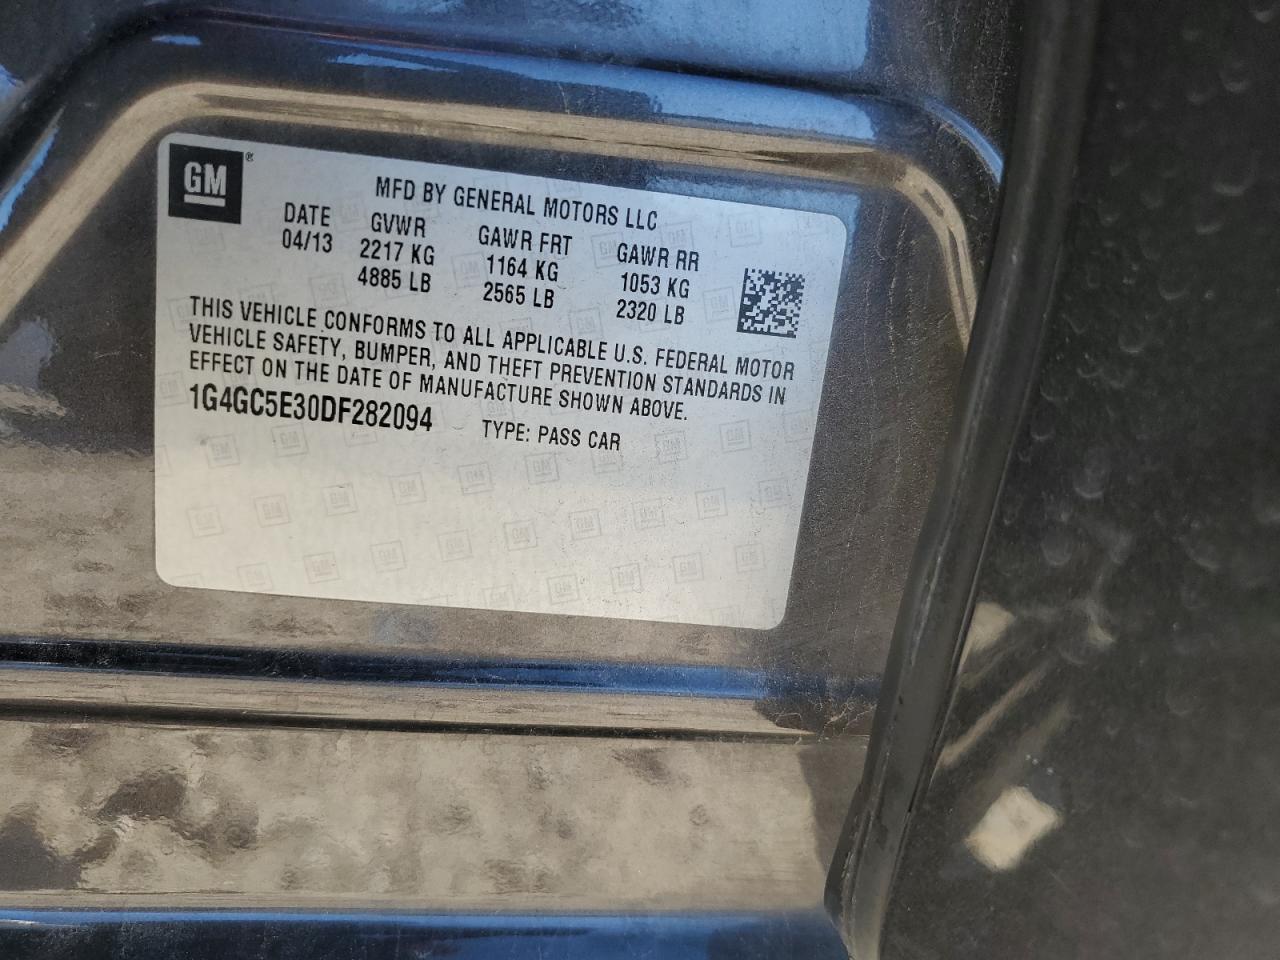 GM ®
MFD BY GENERAL MOTORS LLC
DATE GVWR GAWR FRT GAWR RR
04/13 2217 KG 1164 KG 1053 KG
4885 LB 2565 LB 2320 LB
THIS VEHICLE CONFORMS TO ALL APPLICABLE U.S. FEDERAL MOTOR
VEHICLE SAFETY, BUMPER, AND THEFT PREVENTION STANDARDS IN
EFFECT ON THE DATE OF MANUFACTURE SHOWN ABOVE.
1G4GC5E30DF282094 TYPE: PASS CAR